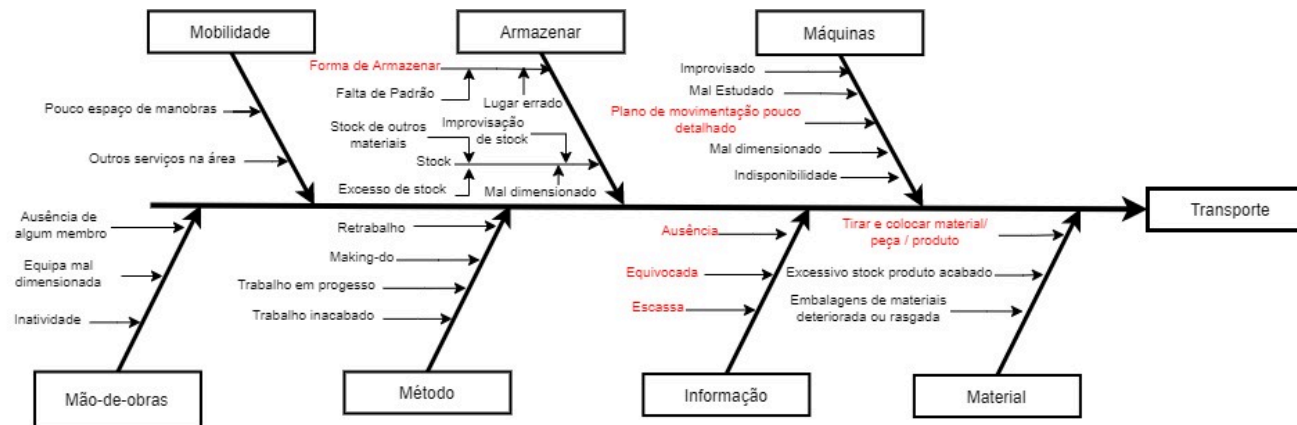 Mobilidade
Armazenar
Máquinas
Forma de Armazenar
Falta de Padrão
Lugar errado
Stock de outros
materiais
Improvisação
de stock
Stock
Excesso de stock
Mal dimensionado
Improvisado
Mal Estudado
Plano de movimentação pouco
detalhado
Mal dimensionado
Indisponibilidade
Pouco espaço de manobras
Outros serviços na área
Transporte
Ausência de
algum membro
Equipa mal
dimensionada
Inatividade
Retrabalho
Making-do
Trabalho em progesso
Trabalho inacabado
Ausência
Equivocada
Escassa
Tirar e colocar material/
peça / produto
Excessivo stock produto acabado
Embalagens de materiais
deteriorada ou rasgada
Mão-de-obras
Método
Informação
Material